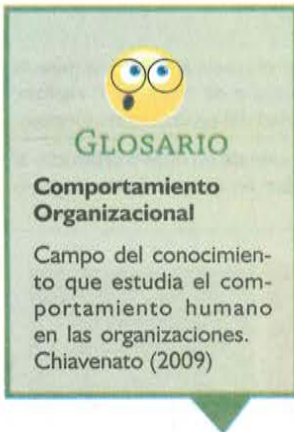 GLOSARIO
Comportamiento
Organizacional
Campo del conocimien-
to que estudia el com-
portamiento humano
en las organizaciones.
Chiavenato (2009)